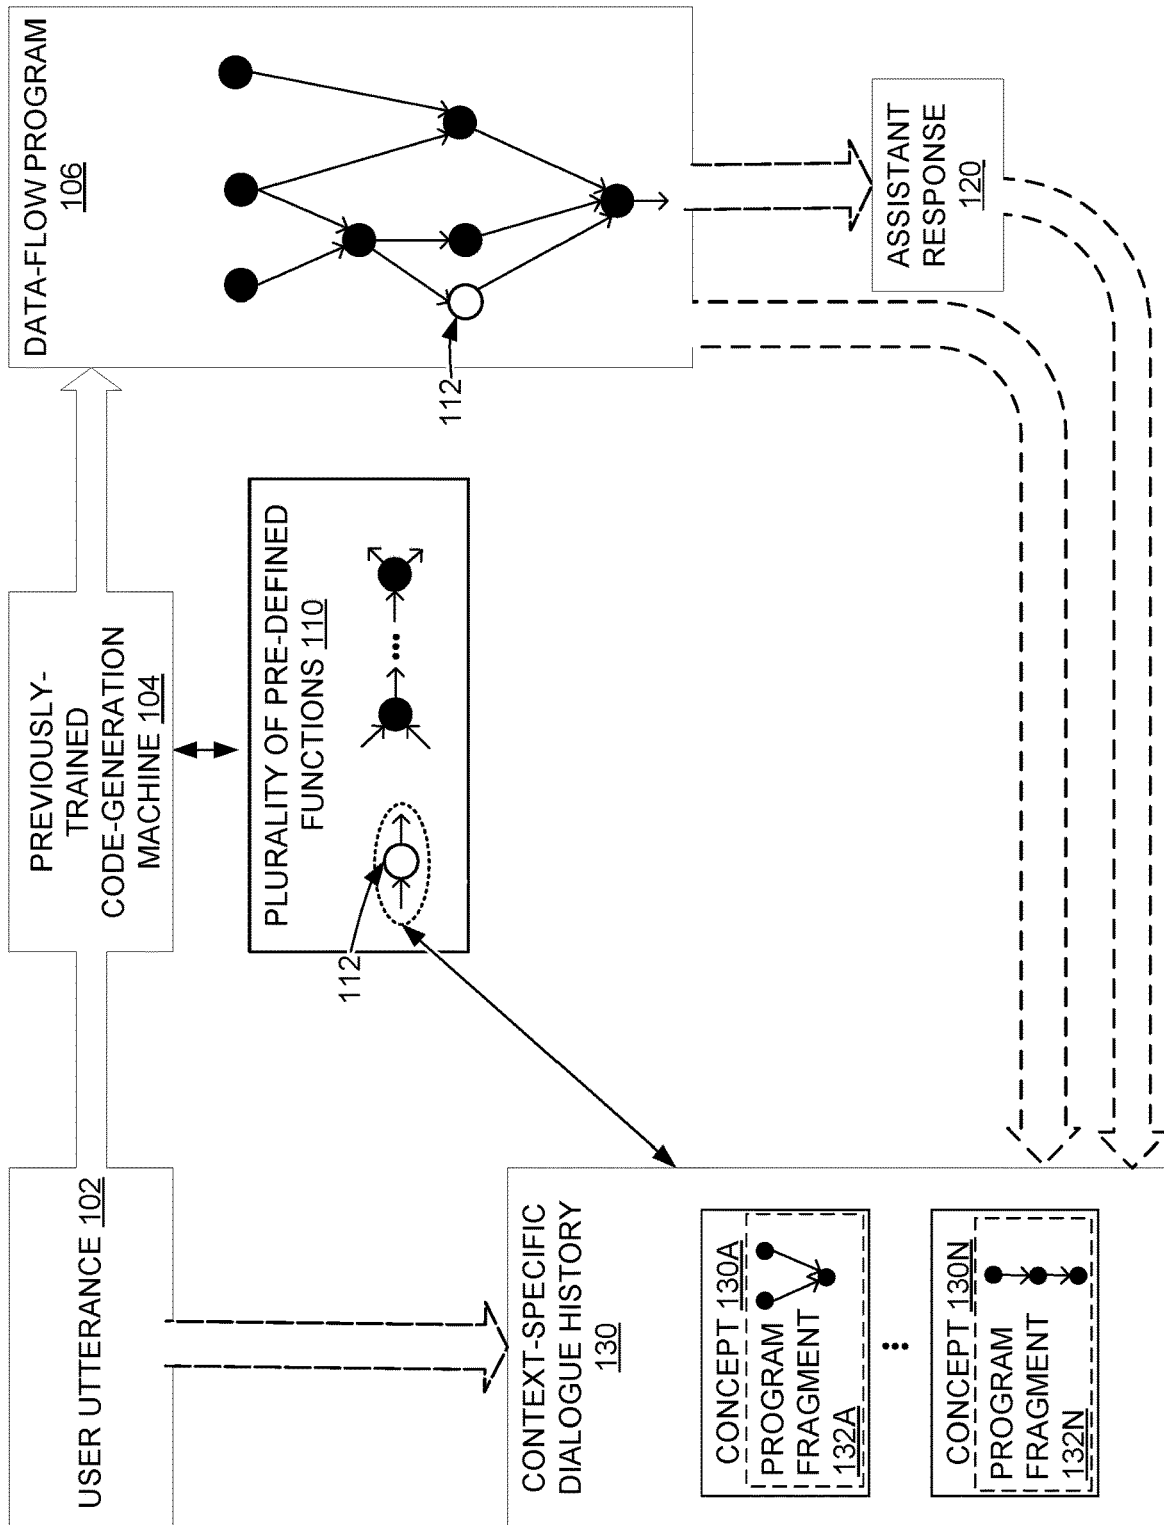 USER UTTERANCE 102
PREVIOUSLY-
TRAINED
CODE-GENERATION
MACHINE 104
DATA-FLOW PROGRAM
106
PLURALITY OF PRE-DEFINED
FUNCTIONS 110
112
112
CONTEXT-SPECIFIC
DIALOGUE HISTORY
130
CONCEPT 130A
PROGRAM
FRAGMENT
132A
CONCEPT 130N
PROGRAM
FRAGMENT
132N
ASSISTANT
RESPONSE
120